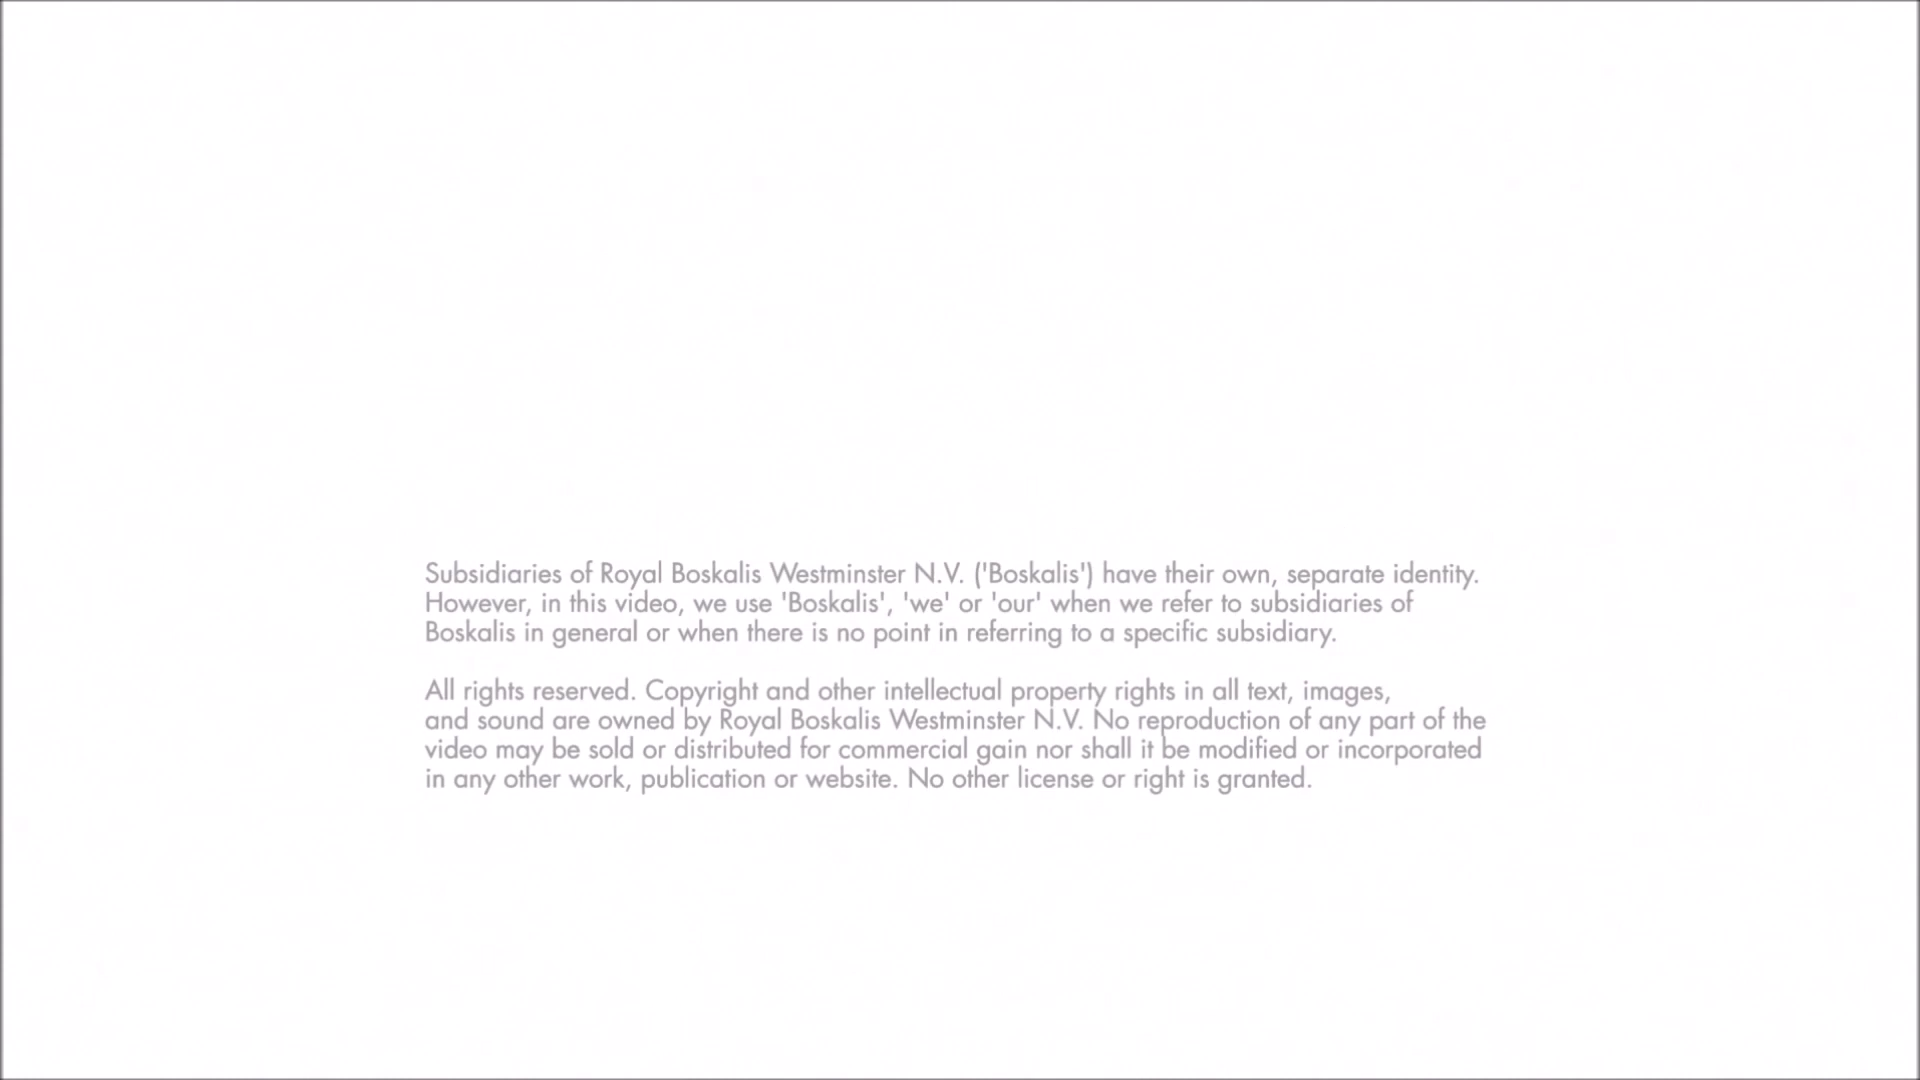 Subsidiaries of Royal Boskalis Westminster N.V. ('Boskalis') have their own, separate identity.
However, in this video, we use 'Boskalis', 'we' or 'our' when we refer to subsidiaries of
Boskalis in general or when there is no point in referring to a specific subsidiary.
All rights reserved. Copyright and other intellectual property rights in all text, images,
and sound are owned by Royal Boskalis Westminster N.V. No reproduction of any part of the
video may be sold or distributed for commercial gain nor shall it be modified or incorporated
in any other work, publication or website. No other license or right is granted.